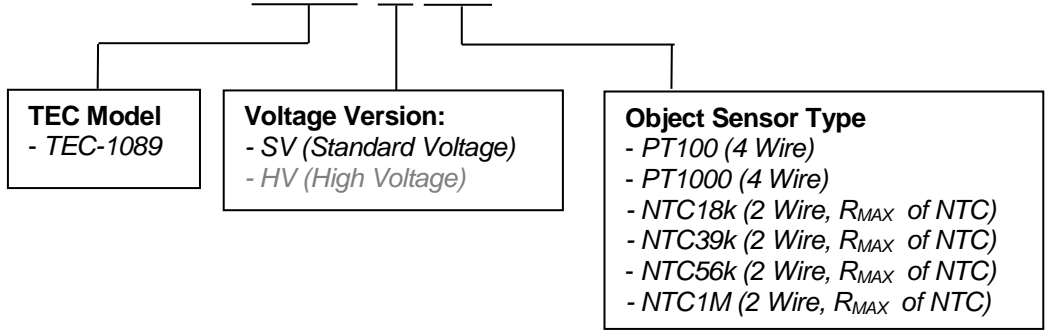 TEC Model
- TEC-1089
Voltage Version:
- SV (Standard Voltage)
- HV (High Voltage)
Object Sensor Type
- PT100 (4 Wire)
- PT1000 (4 Wire)
- NTC18k (2 Wire, RMAX of NTC)
- NTC39k (2 Wire, RMAX of NTC)
- NTC56k (2 Wire, RMAX of NTC)
- NTC1M (2 Wire, RMAX of NTC)